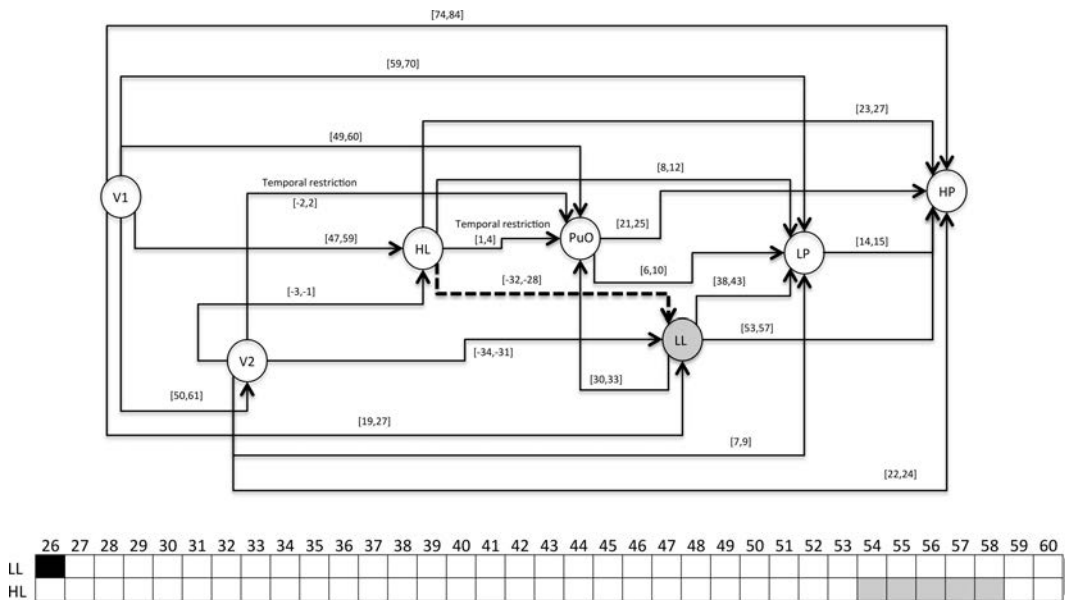 [74,84]
[59,70]
[23,27]
[49,60]
[8,12]
Temporal restriction
[-2,2]
V1
HP
Temporal restriction
[21,25]
[47,59]
HL
[1,4]
PuO
LP
[14,15]
[6,10]
[-32,-28]
[38,43]
[-3,-1]
[53,57]
LL
V2
[-34,-31]
[30,33]
[50,61]
[19,27]
[7,9]
[22,24]
26 27 28 29 30 31 32 33 34 35 36 37 38 39 40 41 42 43 44 45 46 47 48 49 50 51 52 53 54 55 56 57 58 59 60
LL
HL